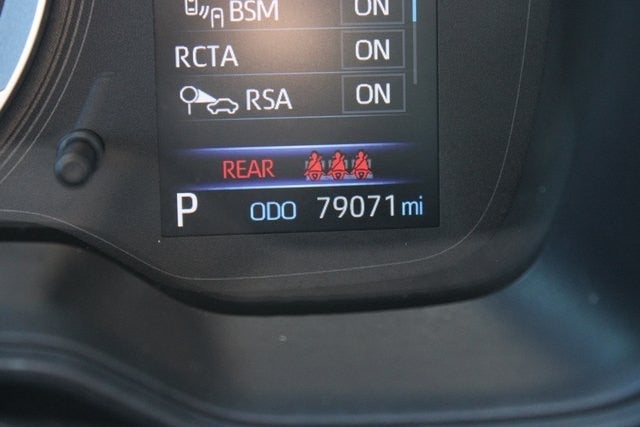 BSM ON
RCTA ON
RSA ON
REAR
P ODO 79071 mi